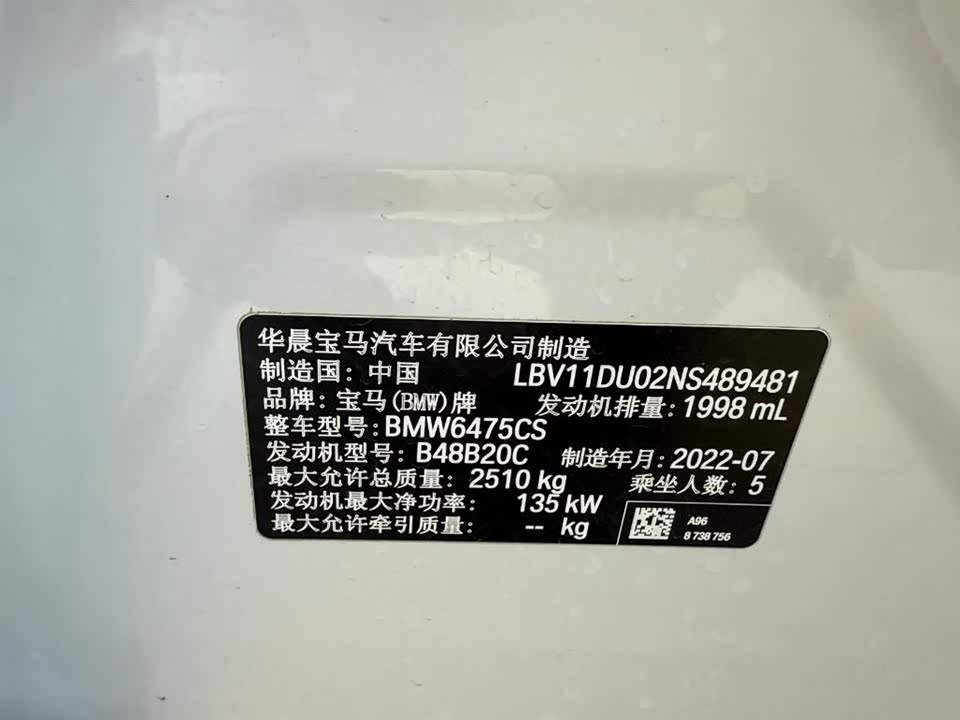 华晨宝马汽车有限公司制造
制造国：中国 LBV11DU02NS489481
品牌：宝马(BMW)牌 发动机排量：1998 mL
整车型号：BMW6475CS
发动机型号：B48B20C 制造年月：2022-07
最大允许总质量：2510 kg 乘坐人数：5
发动机最大净功率：135 kW
最大允许牵引质量：-- kg
A96
8 738 756